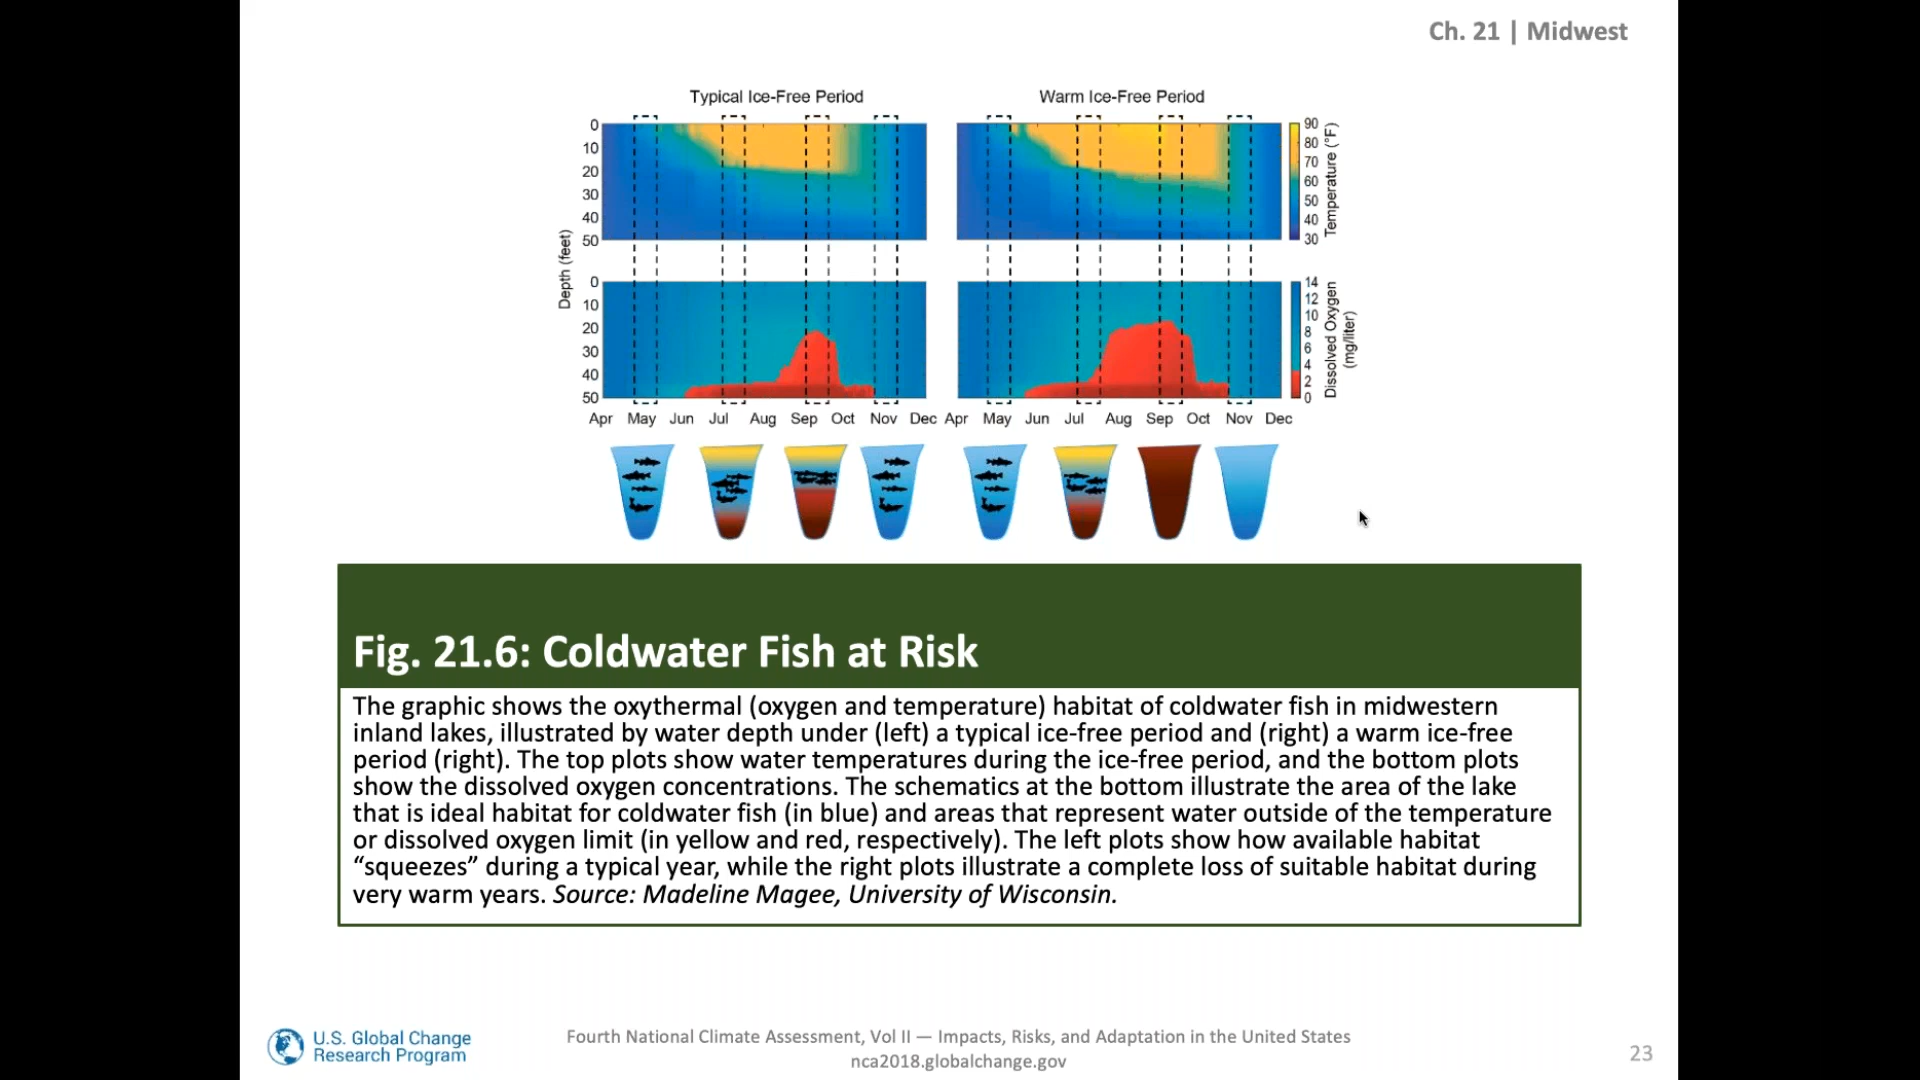 Ch. 21 | Midwest
Typical Ice-Free Period
Warm Ice-Free Period
0
10
20
30
40
50
90
80
70
60
50
40
30
Temperature (°F)
Depth (feet)
0
10
20
30
40
50
14
12
10
8
6
4
2
0
Dissolved Oxygen
(mg/liter)
Apr May Jun Jul Aug Sep Oct Nov Dec
Apr May Jun Jul Aug Sep Oct Nov Dec
Fig. 21.6: Coldwater Fish at Risk
The graphic shows the oxythermal (oxygen and temperature) habitat of coldwater fish in midwestern
inland lakes, illustrated by water depth under (left) a typical ice-free period and (right) a warm ice-free
period (right). The top plots show water temperatures during the ice-free period, and the bottom plots
show the dissolved oxygen concentrations. The schematics at the bottom illustrate the area of the lake
that is ideal habitat for coldwater fish (in blue) and areas that represent water outside of the temperature
or dissolved oxygen limit (in yellow and red, respectively). The left plots show how available habitat
“squeezes” during a typical year, while the right plots illustrate a complete loss of suitable habitat during
very warm years. Source: Madeline Magee, University of Wisconsin.
U.S. Global Change
Research Program
Fourth National Climate Assessment, Vol II — Impacts, Risks, and Adaptation in the United States
nca2018.globalchange.gov
23